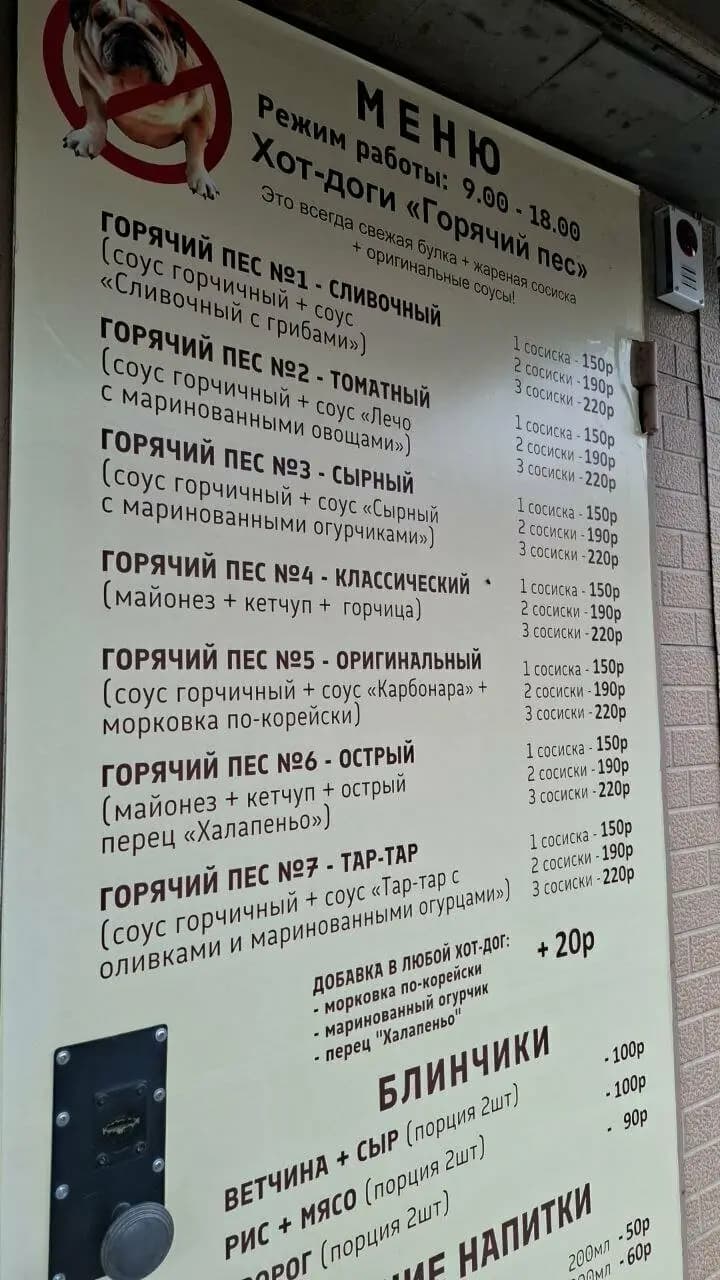 МЕНЮ
Режим работы: 9.00 - 18.00
Хот-доги «Горячий пес»
Это всегда свежая булка + жареная сосиска
+ оригинальные соусы!
ГОРЯЧИЙ ПЕС №1 - СЛИВОЧНЫЙ
(соус горчичный + соус
«Сливочный с грибами»)
1 сосиска - 150р
2 сосиски - 190р
3 сосиски - 220р
ГОРЯЧИЙ ПЕС №2 - ТОМАТНЫЙ
(соус горчичный + соус «Лечо
с маринованными овощами»)
1 сосиска - 150р
2 сосиски - 190р
3 сосиски - 220р
ГОРЯЧИЙ ПЕС №3 - СЫРНЫЙ
(соус горчичный + соус «Сырный
с маринованными огурчиками»)
1 сосиска - 150р
2 сосиски - 190р
3 сосиски - 220р
ГОРЯЧИЙ ПЕС №4 - КЛАССИЧЕСКИЙ
(майонез + кетчуп + горчица)
1 сосиска - 150р
2 сосиски - 190р
3 сосиски - 220р
ГОРЯЧИЙ ПЕС №5 - ОРИГИНАЛЬНЫЙ
(соус горчичный + соус «Карбонара» +
морковка по-корейски)
1 сосиска - 150р
2 сосиски - 190р
3 сосиски - 220р
ГОРЯЧИЙ ПЕС №6 - ОСТРЫЙ
(майонез + кетчуп + острый
перец «Халапеньо»)
1 сосиска - 150р
2 сосиски - 190р
3 сосиски - 220р
ГОРЯЧИЙ ПЕС №7 - ТАР-ТАР
(соус горчичный + соус «Тар-тар с
оливками и маринованными огурцами»)
1 сосиска - 150р
2 сосиски - 190р
3 сосиски - 220р
ДОБАВКА В ЛЮБОЙ ХОТ-ДОГ: + 20р
- морковка по-корейски
- маринованный огурчик
- перец "Халапеньо"
БЛИНЧИКИ
ВЕТЧИНА + СЫР (порция 2шт) - 100р
РИС + МЯСО (порция 2шт) - 100р
(порция 2шт) - 90р
НАПИТКИ
200мл - 50р
- 60р